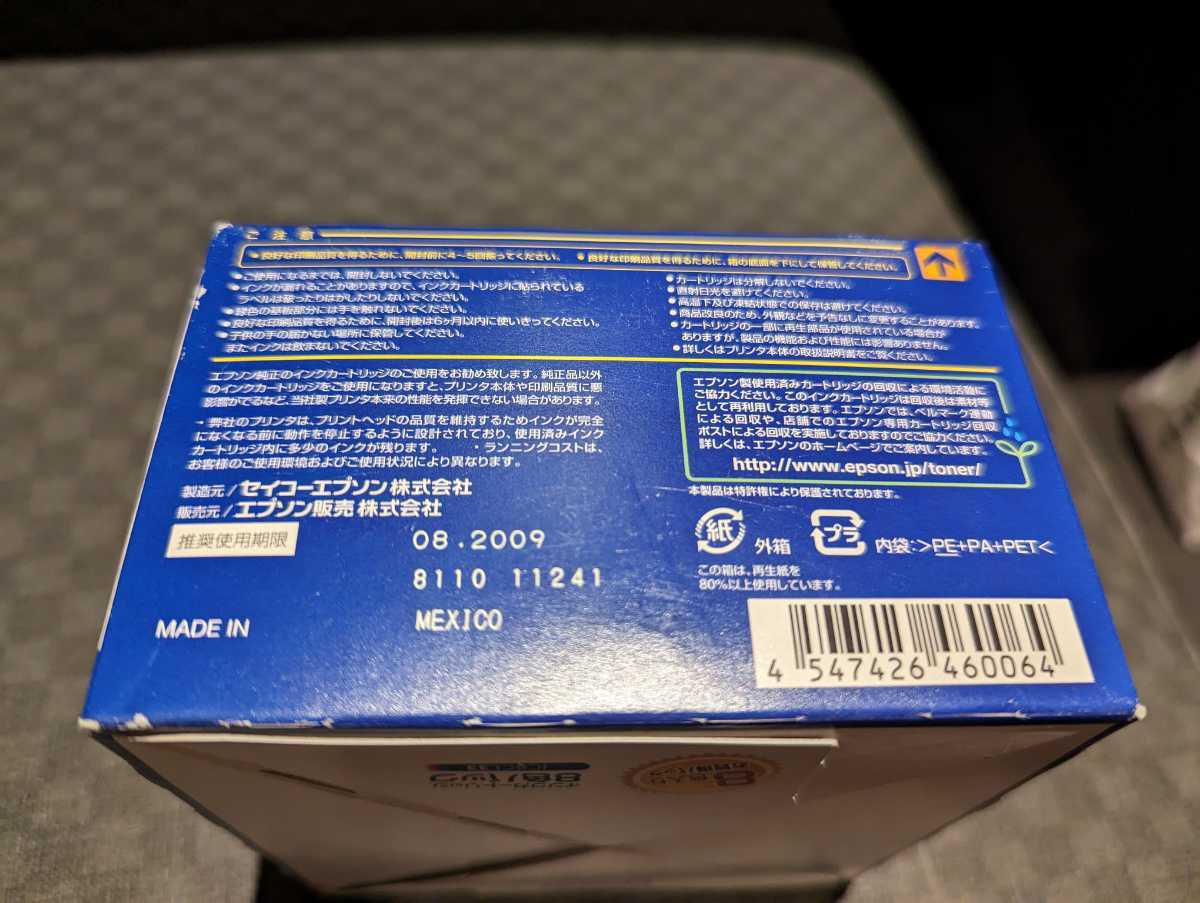 ご注意
●良好な印刷品質を得るために、開封前に4～5回振ってください。 ●良好な印刷品質を得るために、箱の底面を下にして保管してください。
●ご使用になるまでは、開封しないでください。
●インクが漏れることがありますので、インクカートリッジに貼られている
ラベルは破ったりはがしたりしないでください。
●緑色の基板部分には手を触れないでください。
●良好な印刷品質を得るために、開封後は6ヶ月以内に使いきってください。
●子供の手の届かない場所に保管してください。
またインクは飲まないでください。
●カートリッジは分解しないでください。
●直射日光を避けてください。
●高温下及び凍結状態での保存は避けてください。
●商品改良のため、外観などを予告なしに変更することがあります。
●カートリッジの一部に再生部品が使用されている場合が
ありますが、製品の機能および性能には影響ありません。
●詳しくはプリンタ本体の取扱説明書をご覧ください。
エプソン純正のインクカートリッジのご使用をお勧め致します。純正品以外
のインクカートリッジをご使用になりますと、プリンタ本体や印刷品質に悪
影響がでるなど、当社製プリンタ本来の性能を発揮できない場合があります。
・弊社のプリンタは、プリントヘッドの品質を維持するためインクが完全
になくなる前に動作を停止するように設計されており、使用済みインク
カートリッジ内に多少のインクが残ります。 ・ランニングコストは、
お客様のご使用環境およびご使用状況により異なります。
エプソン製使用済みカートリッジの回収による環境活動に
ご協力ください。このインクカートリッジは回収後は素材等
として再利用しております。エプソンでは、ベルマーク運動
による回収や、店舗でのエプソン専用カートリッジ回収
ポストによる回収を実施しておりますのでご協力ください。
詳しくは、エプソンのホームページでご案内しています。
http://www.epson.jp/toner/
製造元/セイコーエプソン株式会社
販売元/エプソン販売株式会社
本製品は特許権により保護されております。
推奨使用期限 08.2009
8110 11241
MADE IN MEXICO
紙 外箱 プラ 内袋:>PE+PA+PET<
この箱は、再生紙を
80%以上使用しています。
4 547426 460064
インクカートリッジ
8色パック